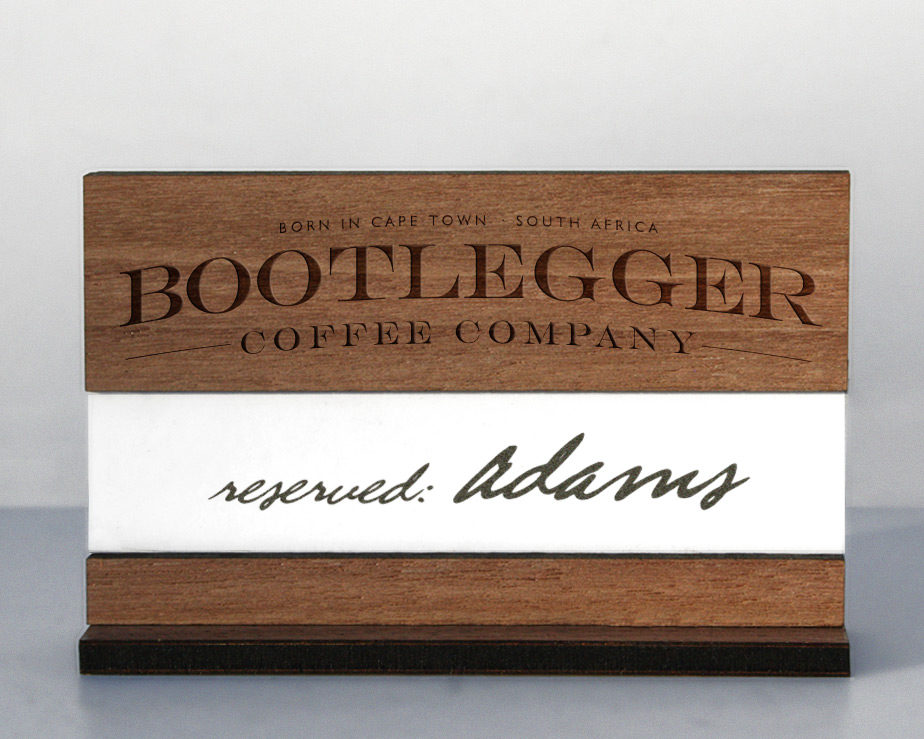 BORN IN CAPE TOWN · SOUTH AFRICA
BOOTLEGGER
COFFEE COMPANY
reserved: adams